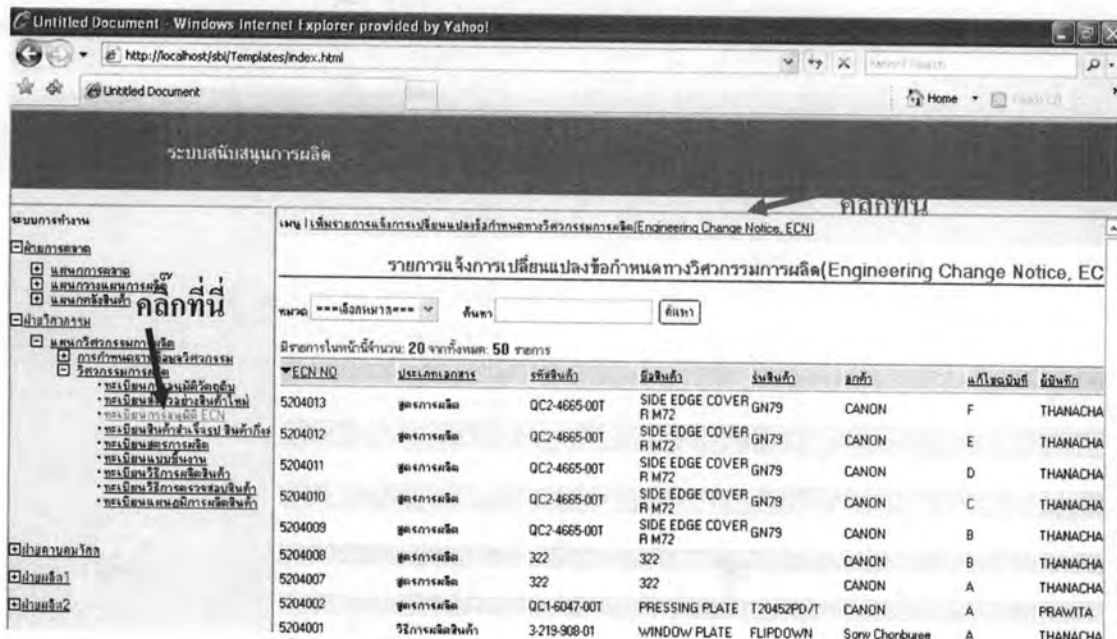 Untitled Document - Windows Internet Explorer provided by Yahoo!
http://localhost/sbi/Templates/index.html
Untitled Document
Home
ระบบสนับสนุนการผลิต
คลิกที่นี่
ระบบการทำงาน
ฝ่ายการตลาด
แผนกการตลาด
แผนกวางแผนการผลิต
แผนกคลังสินค้า
คลิกที่นี่
ฝ่ายวิศวกรรม
แผนกวิศวกรรมการผลิต
วิศวกรรมการผลิต
ทะเบียนการอนุมัติ ECN
ทะเบียนสูตรการผลิต
ทะเบียนแบบชิ้นงาน
ทะเบียนวิธีการผลิตสินค้า
ทะเบียนวิธีการตรวจสอบสินค้า
ทะเบียนแผนภูมิการผลิตสินค้า
ฝ่ายผลิต1
ฝ่ายผลิต2
เมนู | เพิ่มรายการแจ้งการเปลี่ยนแปลงข้อกำหนดทางวิศวกรรมการผลิต(Engineering Change Notice, ECN)
รายการแจ้งการเปลี่ยนแปลงข้อกำหนดทางวิศวกรรมการผลิต(Engineering Change Notice, EC
หมวด ===เลือกหมวด=== ค้นหา ค้นหา
มีรายการในหน้านี้จำนวน: 20 จากทั้งหมด: 50 รายการ
ECN NO ประเภทเอกสาร รหัสสินค้า ชื่อสินค้า รุ่นสินค้า ลูกค้า แก้ไขฉบับที่ ผู้บันทึก
5204013 สูตรการผลิต QC2-4665-00T SIDE EDGE COVER R M72 GN79 CANON F THANACHA
5204012 สูตรการผลิต QC2-4665-00T SIDE EDGE COVER R M72 GN79 CANON E THANACHA
5204011 สูตรการผลิต QC2-4665-00T SIDE EDGE COVER R M72 GN79 CANON D THANACHA
5204010 สูตรการผลิต QC2-4665-00T SIDE EDGE COVER R M72 GN79 CANON C THANACHA
5204009 สูตรการผลิต QC2-4665-00T SIDE EDGE COVER R M72 GN79 CANON B THANACHA
5204008 สูตรการผลิต 322 322 CANON B THANACHA
5204007 สูตรการผลิต 322 322 CANON A THANACHA
5204002 สูตรการผลิต QC1-6047-00T PRESSING PLATE T20452PD/T CANON A PRAWITA
5204001 วิธีการผลิตสินค้า 3-219-908-01 WINDOW PLATE FLIPDOWN Sony Chonburee A THANACHA